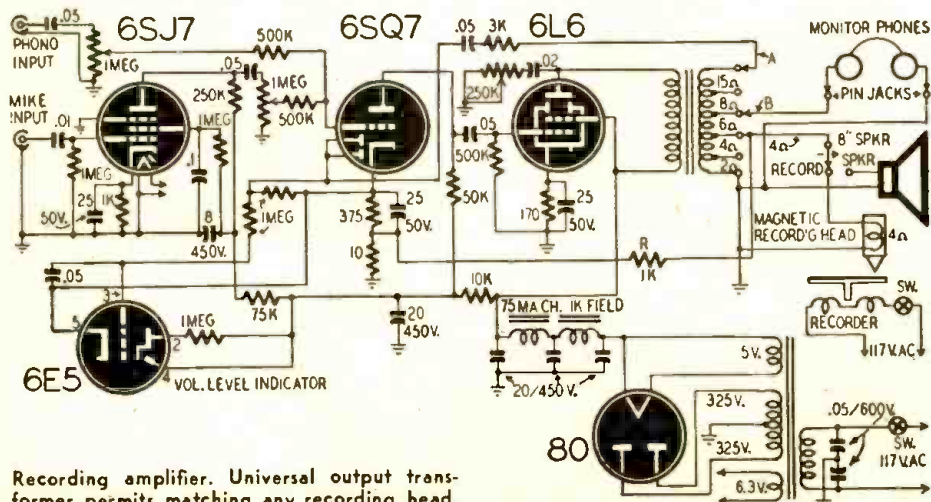 6SJ7
6SQ7
6L6
.05
PHONO
INPUT
1MEG
500K
.05
250K
1MEG
500K
.05
3K
A
250K
.02
15Ω
8Ω
B
6Ω
4Ω
2Ω
MONITOR PHONES
PIN JACKS
4Ω
8" SPKR
RECORD
SPKR
MIKE
INPUT
.01
1MEG
1MEG
.1
25
50V.
1K
8
450V.
1MEG
375
10
25
50V.
.05
500K
50K
170
25
50V.
R
1K
MAGNETIC
RECORD'G HEAD
4Ω
SW.
RECORDER
117V.AC
.05
3
5
2
4
1MEG
75K
20
450V.
10K
75MA CH.
1K FIELD
20/450V.
6E5
VOL. LEVEL INDICATOR
80
5V.
325V.
325V.
6.3V.
.05/600V.
SW.
117V.AC
Recording amplifier. Universal output trans-
former permits matching any recording head.